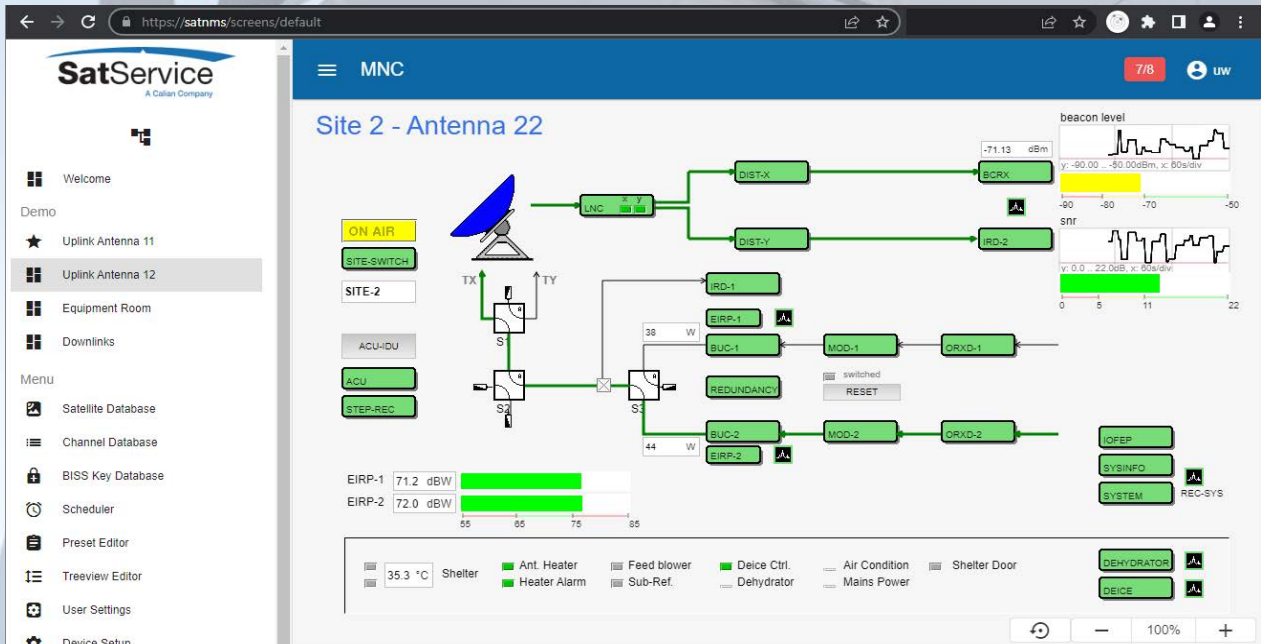 https://satnms/screens/default
SatService
A Calian Company
MNC
7/8
uw
Welcome
Demo
Uplink Antenna 11
Uplink Antenna 12
Equipment Room
Downlinks
Menu
Satellite Database
Channel Database
BISS Key Database
Scheduler
Preset Editor
Treeview Editor
User Settings
Device Setup
Site 2 - Antenna 22
beacon level
-71.13 dBm
y: -90.00 .. -50.00dBm, x: 60s/div
-90 -80 -70 -50
snr
y: 0.0 .. 22.0dB, x: 60s/div
0 5 11 22
DIST-X
BCRX
LNC
x y
DIST-Y
IRD-2
ON AIR
SITE-SWITCH
SITE-2
TX
TY
IRD-1
EIRP-1
38 W
BUC-1
MOD-1
ORXD-1
A
S1
ACU-IDU
ACU
STEP-REC
A
S2
A
S3
REDUNDANCY
switched
RESET
BUC-2
MOD-2
ORXD-2
44 W
EIRP-2
IOFEP
SYSINFO
SYSTEM
REC-SYS
EIRP-1 71.2 dBW
EIRP-2 72.0 dBW
55 65 75 85
35.3 °C Shelter
Ant. Heater
Heater Alarm
Feed blower
Sub-Ref.
Deice Ctrl.
Dehydrator
Air Condition
Mains Power
Shelter Door
DEHYDRATOR
DEICE
100%